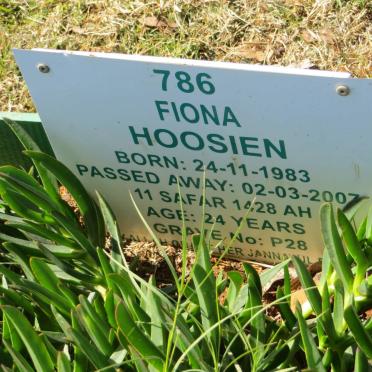 786
FIONA
HOOSIEN
BORN: 24-11-1983
PASSED AWAY: 02-03-2007
11 SAFAR 1428 AH
AGE: 24 YEARS
GRAVE No: P28